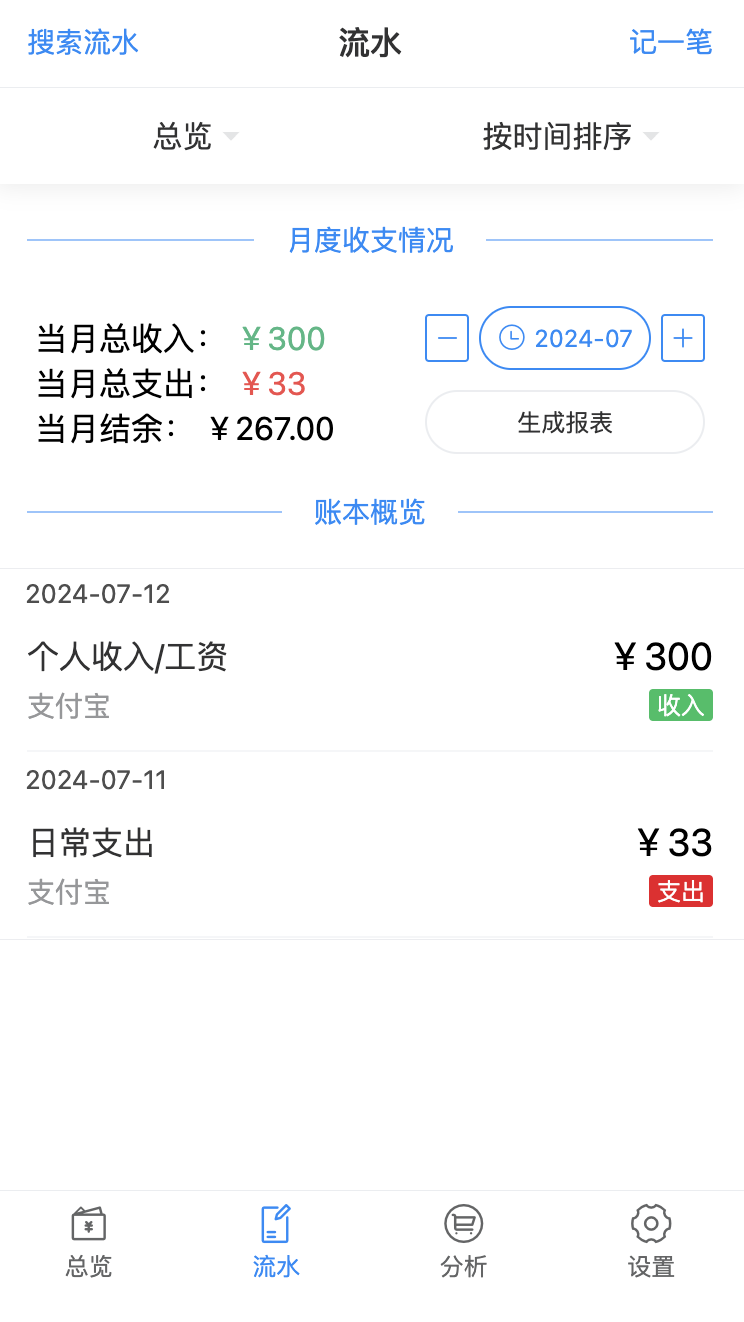 搜索流水 流水 记一笔
总览 按时间排序
月度收支情况
当月总收入： ¥ 300
当月总支出： ¥ 33
当月结余： ¥ 267.00
2024-07
生成报表
账本概览
2024-07-12
个人收入/工资 ¥ 300
支付宝 收入
2024-07-11
日常支出 ¥ 33
支付宝 支出
总览 流水 分析 设置